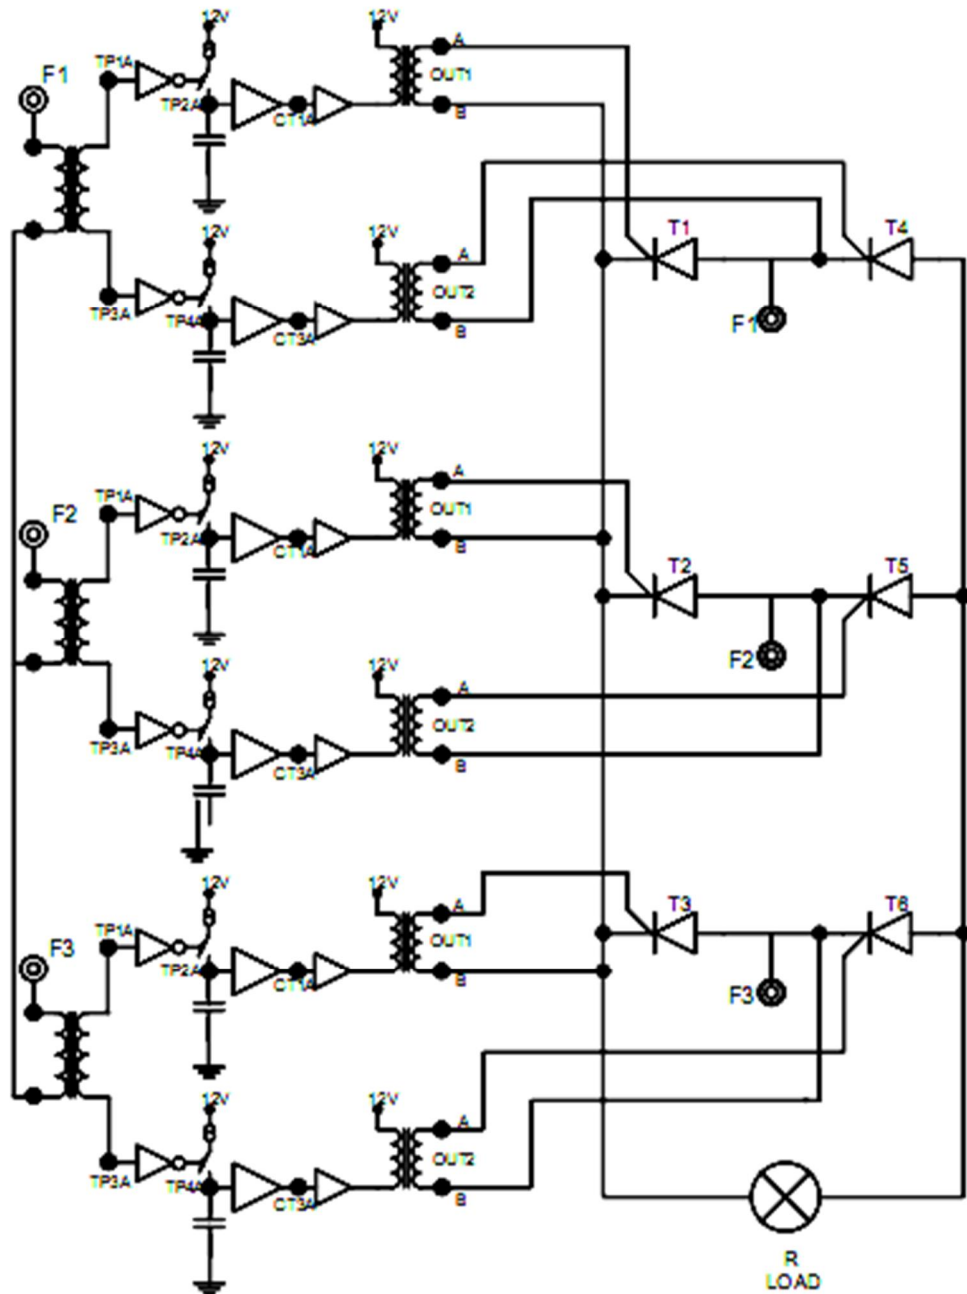 12V
12V
TP1A
F1
A
OUT1
TP2A
CT1A
B
12V
12V
A
T1
T4
OUT2
TP3A
TP4A
CT3A
B
F1
12V
12V
TP1A
A
F2
OUT1
TP2A
CT1A
B
T2
T5
12V
12V
F2
A
OUT2
TP3A
TP4A
CT3A
B
12V
12V
TP1A
A
T3
T6
F3
OUT1
TP2A
CT1A
B
F3
12V
12V
A
OUT2
TP3A
TP4A
CT3A
B
R
LOAD